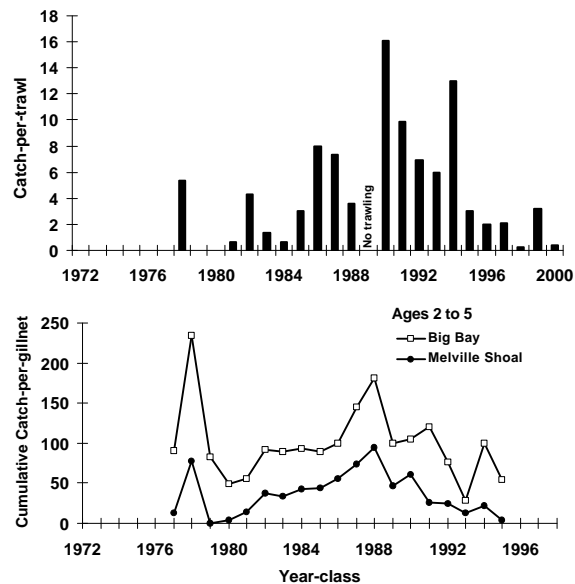 Catch-per-trawl
18
16
14
12
10
8
6
4
2
0
No trawling
1972 1976 1980 1984 1988 1992 1996 2000
Cumulative Catch-per-gillnet
250
200
150
100
50
0
Ages 2 to 5
Big Bay
Melville Shoal
1972 1976 1980 1984 1988 1992 1996
Year-class